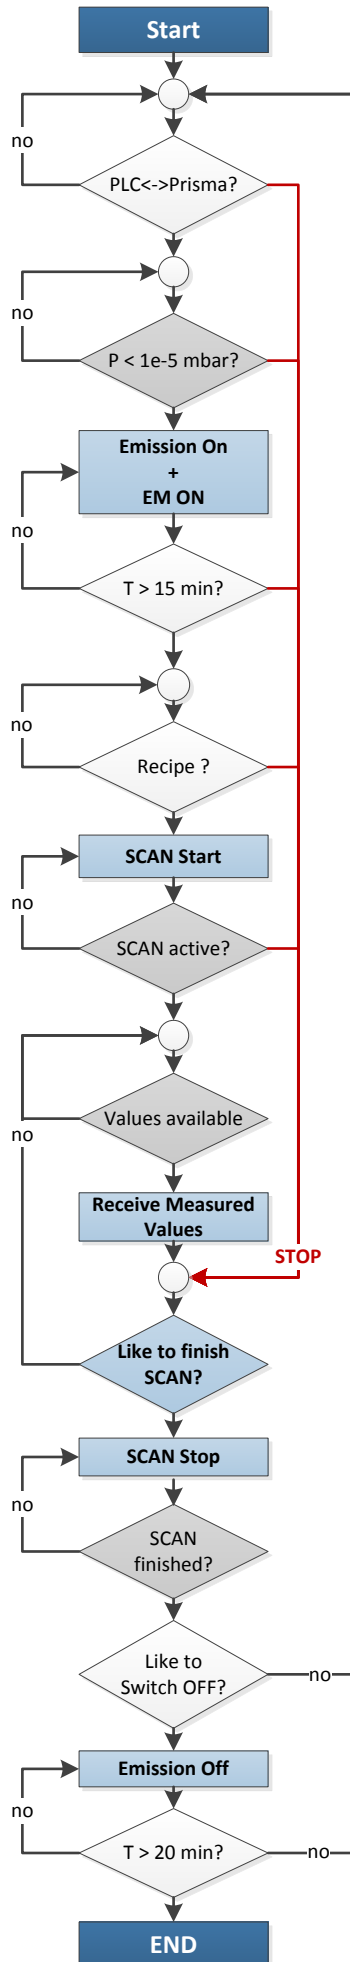 Start
no
PLC<->Prisma?
no
P < 1e-5 mbar?
Emission On
+
EM ON
no
T > 15 min?
no
Recipe ?
SCAN Start
no
SCAN active?
Values available
no
Receive Measured
Values
STOP
Like to finish
SCAN?
SCAN Stop
no
SCAN
finished?
Like to
Switch OFF?
no
Emission Off
no
T > 20 min?
no
END